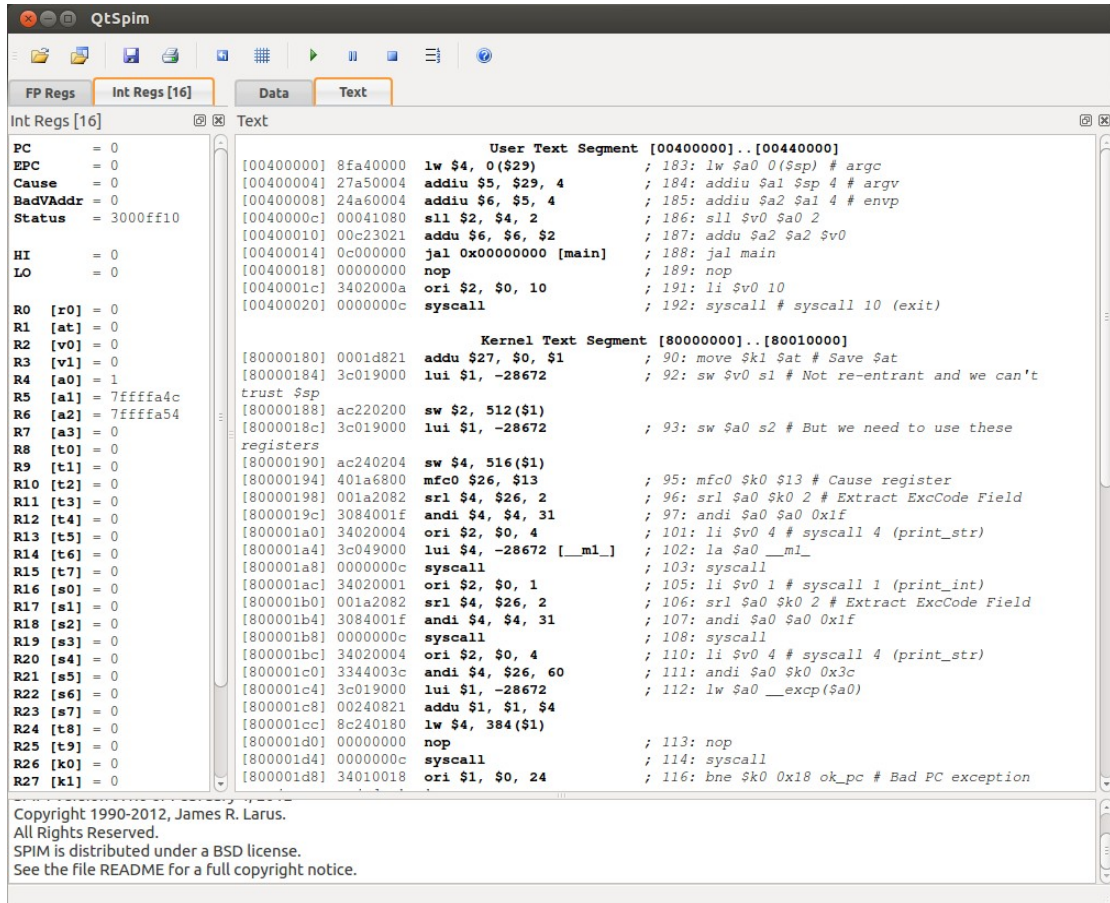 QtSpim
FP Regs
Int Regs [16]
Data
Text
Int Regs [16]
PC = 0
EPC = 0
Cause = 0
BadVAddr = 0
Status = 3000ff10
HI = 0
LO = 0
R0 [r0] = 0
R1 [at] = 0
R2 [v0] = 0
R3 [v1] = 0
R4 [a0] = 1
R5 [a1] = 7ffffa4c
R6 [a2] = 7ffffa54
R7 [a3] = 0
R8 [t0] = 0
R9 [t1] = 0
R10 [t2] = 0
R11 [t3] = 0
R12 [t4] = 0
R13 [t5] = 0
R14 [t6] = 0
R15 [t7] = 0
R16 [s0] = 0
R17 [s1] = 0
R18 [s2] = 0
R19 [s3] = 0
R20 [s4] = 0
R21 [s5] = 0
R22 [s6] = 0
R23 [s7] = 0
R24 [t8] = 0
R25 [t9] = 0
R26 [k0] = 0
R27 [k1] = 0
Text
User Text Segment [00400000]..[00440000]
[00400000] 8fa40000 lw $4, 0($29) ; 183: lw $a0 0($sp) # argc
[00400004] 27a50004 addiu $5, $29, 4 ; 184: addiu $a1 $sp 4 # argv
[00400008] 24a60004 addiu $6, $5, 4 ; 185: addiu $a2 $a1 4 # envp
[0040000c] 00041080 sll $2, $4, 2 ; 186: sll $v0 $a0 2
[00400010] 00c23021 addu $6, $6, $2 ; 187: addu $a2 $a2 $v0
[00400014] 0c000000 jal 0x00000000 [main] ; 188: jal main
[00400018] 00000000 nop ; 189: nop
[0040001c] 3402000a ori $2, $0, 10 ; 191: li $v0 10
[00400020] 0000000c syscall ; 192: syscall # syscall 10 (exit)
Kernel Text Segment [80000000]..[80010000]
[80000180] 0001d821 addu $27, $0, $1 ; 90: move $k1 $at # Save $at
[80000184] 3c019000 lui $1, -28672 ; 92: sw $v0 s1 # Not re-entrant and we can't
trust $sp
[80000188] ac220200 sw $2, 512($1)
[8000018c] 3c019000 lui $1, -28672 ; 93: sw $a0 s2 # But we need to use these
registers
[80000190] ac240204 sw $4, 516($1)
[80000194] 401a6800 mfc0 $26, $13 ; 95: mfc0 $k0 $13 # Cause register
[80000198] 001a2082 srl $4, $26, 2 ; 96: srl $a0 $k0 2 # Extract ExcCode Field
[8000019c] 3084001f andi $4, $4, 31 ; 97: andi $a0 $a0 0x1f
[800001a0] 34020004 ori $2, $0, 4 ; 101: li $v0 4 # syscall 4 (print_str)
[800001a4] 3c049000 lui $4, -28672 [__m1_] ; 102: la $a0 __m1_
[800001a8] 0000000c syscall ; 103: syscall
[800001ac] 34020001 ori $2, $0, 1 ; 105: li $v0 1 # syscall 1 (print_int)
[800001b0] 001a2082 srl $4, $26, 2 ; 106: srl $a0 $k0 2 # Extract ExcCode Field
[800001b4] 3084001f andi $4, $4, 31 ; 107: andi $a0 $a0 0x1f
[800001b8] 0000000c syscall ; 108: syscall
[800001bc] 34020004 ori $2, $0, 4 ; 110: li $v0 4 # syscall 4 (print_str)
[800001c0] 3344003c andi $4, $26, 60 ; 111: andi $a0 $k0 0x3c
[800001c4] 3c019000 lui $1, -28672 ; 112: lw $a0 __excp($a0)
[800001c8] 00240821 addu $1, $1, $4
[800001cc] 8c240180 lw $4, 384($1)
[800001d0] 00000000 nop ; 113: nop
[800001d4] 0000000c syscall ; 114: syscall
[800001d8] 34010018 ori $1, $0, 24 ; 116: bne $k0 0x18 ok_pc # Bad PC exception
Copyright 1990-2012, James R. Larus.
All Rights Reserved.
SPIM is distributed under a BSD license.
See the file README for a full copyright notice.